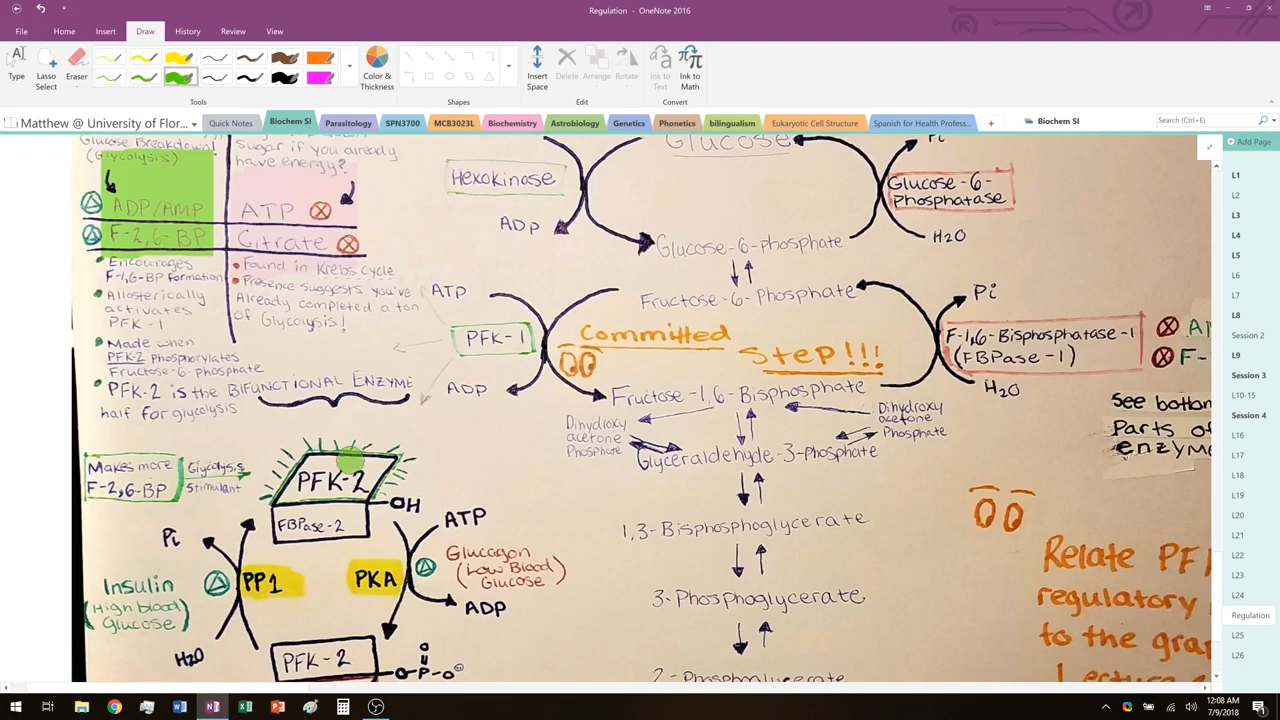 Regulation - OneNote 2016
File
Home
Insert
Draw
History
Review
View
Type
Lasso
Select
Eraser
Color &
Thickness
Insert
Space
Delete
Arrange
Rotate
Ink to
Text
Ink to
Math
Tools
Shapes
Edit
Convert
Matthew @ University of Flor...
Quick Notes
Biochem SI
Parasitology
SPN3700
MCB3023L
Biochemistry
Astrobiology
Genetics
Phonetics
bilingualism
Eukaryotic Cell Structure
Spanish for Health Profess...
Biochem SI
Search (Ctrl+E)
Add Page
L1
L2
L3
L4
L5
L6
L7
L8
Session 2
L9
Session 3
L10-15
Session 4
L16
L17
L18
L19
L20
L21
L22
L23
L24
Regulation
L25
L26
Glucose Breakdown
(Glycolysis)
ADP/AMP
F-2,6-BP
Encourages
F-1,6-BP formation
Allosterically
activates
PFK-1
Made when
PFK-2 phosphorylates
Fructose-6-phosphate
PFK-2 is the BIFUNCTIONAL ENZYME
half for glycolysis
sugar if you already
have energy?
ATP
Citrate
Found in Krebs cycle
Presence suggests you've
Already completed a ton
of Glycolysis!
Makes more
F-2,6-BP
Glycolysis
Stimulant
PFK-2
FBPase-2
OH
Pi
ATP
Glucagon
(Low Blood
Glucose)
PP1
PKA
Insulin
(High blood
Glucose)
ADP
H2O
PFK-2
O
O-P-O
Glucose
Pi
Hexokinase
Glucose-6-
Phosphatase
ADP
H2O
Glucose-6-phosphate
ATP
Fructose-6-Phosphate
Pi
PFK-1
Committed
Step!!!
F-1,6-Bisphosphatase-1
(FBPase-1)
ADP
H2O
Fructose-1,6-Bisphosphate
Dihydroxy
acetone
Phosphate
Dihydroxy
acetone
Phosphate
Glyceraldehyde-3-Phosphate
1,3-Bisphosphoglycerate
3-Phosphoglycerate
2-Phosphoglycerate
See bottom
Parts of
enzyme
Relate PF
regulatory
to the gra
12:08 AM
7/9/2018